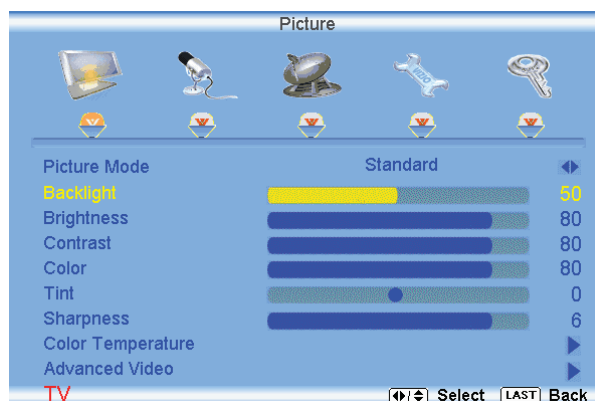 Picture
Picture Mode Standard
Backlight 50
Brightness 80
Contrast 80
Color 80
Tint 0
Sharpness 6
Color Temperature
Advanced Video
TV Select LAST Back